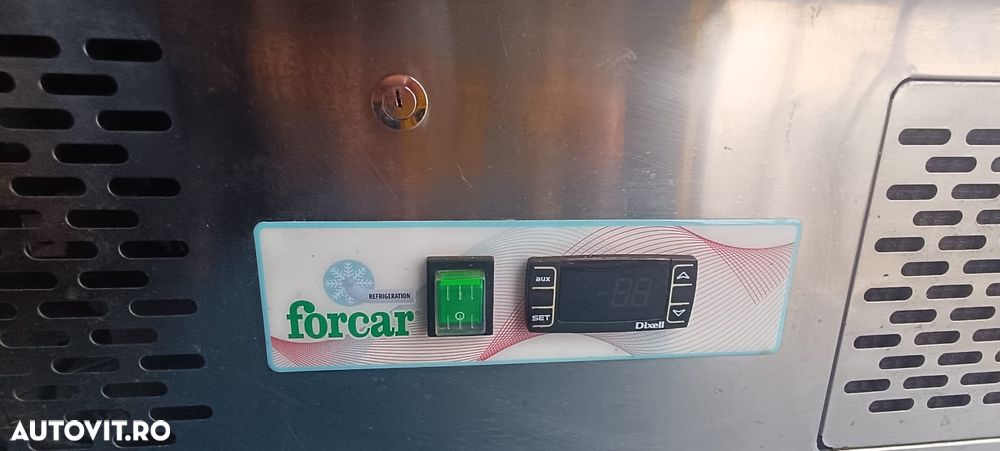 REFRIGERATION
forcar
aux
SET
Dixell
AUTOVIT.RO